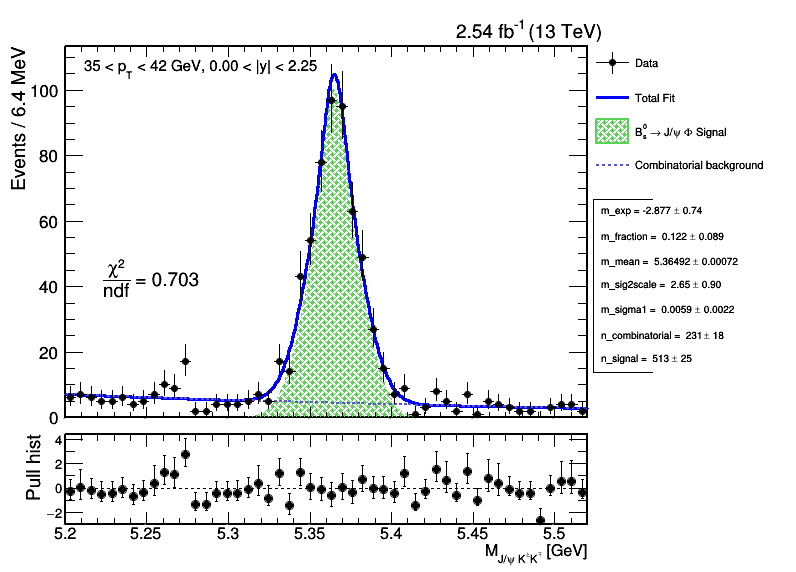 2.54 fb⁻¹ (13 TeV)
35 < p_T < 42 GeV, 0.00 < |y| < 2.25
Events / 6.4 MeV
100
80
60
40
20
0
χ²/ndf = 0.703
Data
Total Fit
B_s^0 → J/ψ Φ Signal
Combinatorial background
m_exp = -2.877 ± 0.74
m_fraction = 0.122 ± 0.089
m_mean = 5.36492 ± 0.00072
m_sig2scale = 2.65 ± 0.90
m_sigma1 = 0.0059 ± 0.0022
n_combinatorial = 231 ± 18
n_signal = 513 ± 25
Pull hist
4
2
0
−2
5.2 5.25 5.3 5.35 5.4 5.45 5.5
M_{J/ψ K^±K^∓} [GeV]